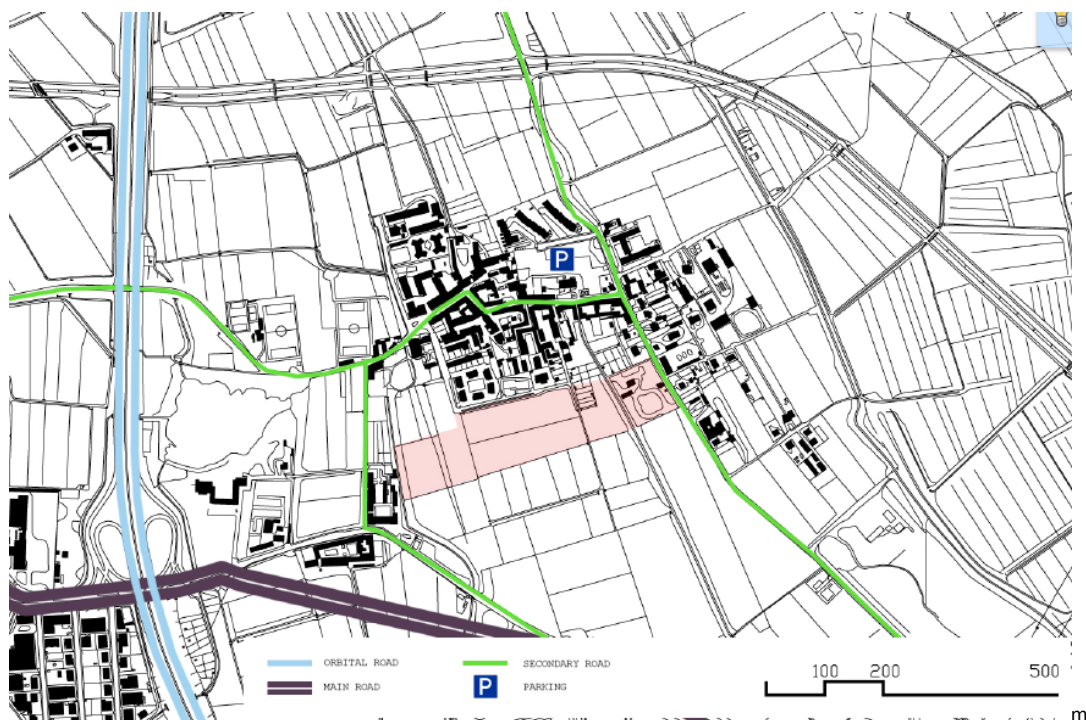 P
ORBITAL ROAD
SECONDARY ROAD
100 200 500
MAIN ROAD
P
PARKING
m